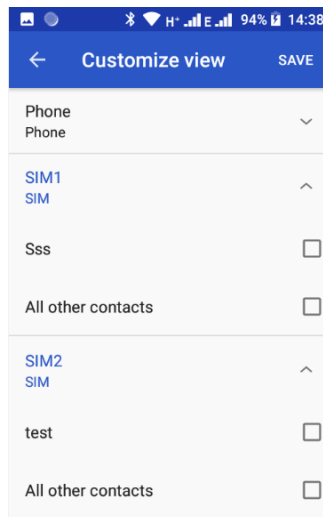 H+ E 94% 14:38
Customize view SAVE
Phone
Phone
SIM1
SIM
Sss
All other contacts
SIM2
SIM
test
All other contacts